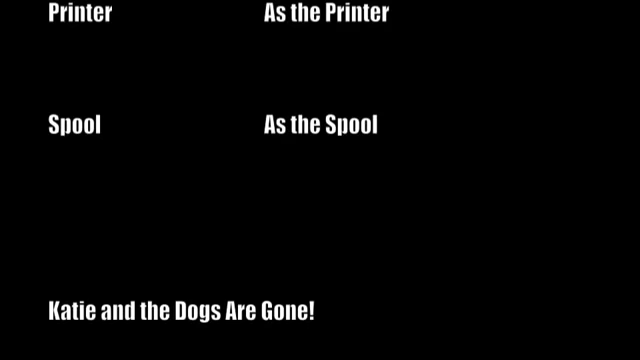 Printer As the Printer
Spool As the Spool
Katie and the Dogs Are Gone!